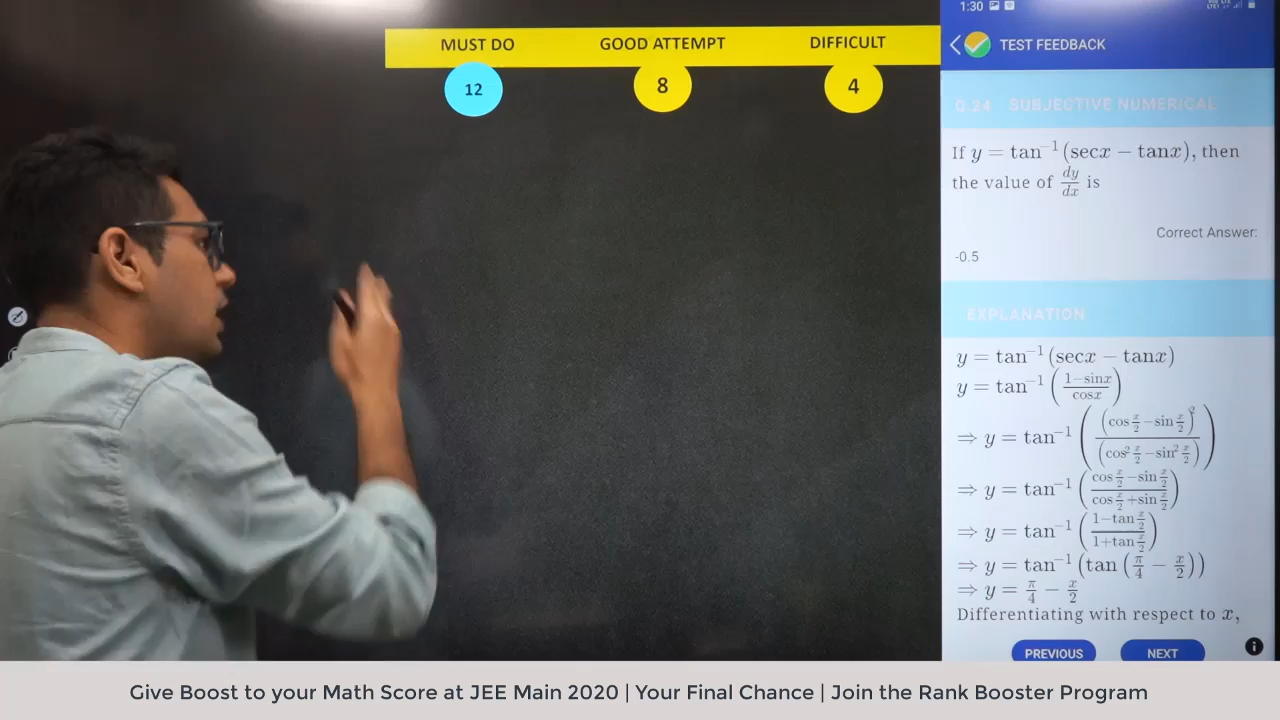 MUST DO GOOD ATTEMPT DIFFICULT
12 8 4
1:30
TEST FEEDBACK
Q.24 SUBJECTIVE NUMERICAL
If y = tan⁻¹(secx − tanx), then
the value of dy/dx is
Correct Answer:
-0.5
EXPLANATION
y = tan⁻¹(secx − tanx)
y = tan⁻¹((1−sinx)/cosx)
⇒ y = tan⁻¹((cos x/2 − sin x/2)²/(cos² x/2 − sin² x/2))
⇒ y = tan⁻¹((cos x/2 − sin x/2)/(cos x/2 + sin x/2))
⇒ y = tan⁻¹((1−tan x/2)/(1+tan x/2))
⇒ y = tan⁻¹(tan(π/4 − x/2))
⇒ y = π/4 − x/2
Differentiating with respect to x,
PREVIOUS NEXT
Give Boost to your Math Score at JEE Main 2020 | Your Final Chance | Join the Rank Booster Program